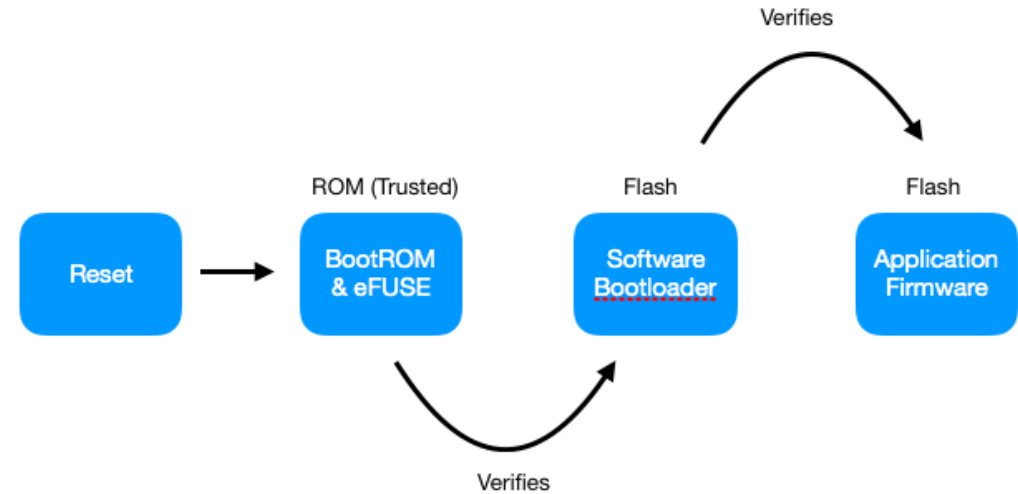 Verifies
ROM (Trusted)
Flash
Flash
Reset
BootROM
& eFUSE
Software
Bootloader
Application
Firmware
Verifies